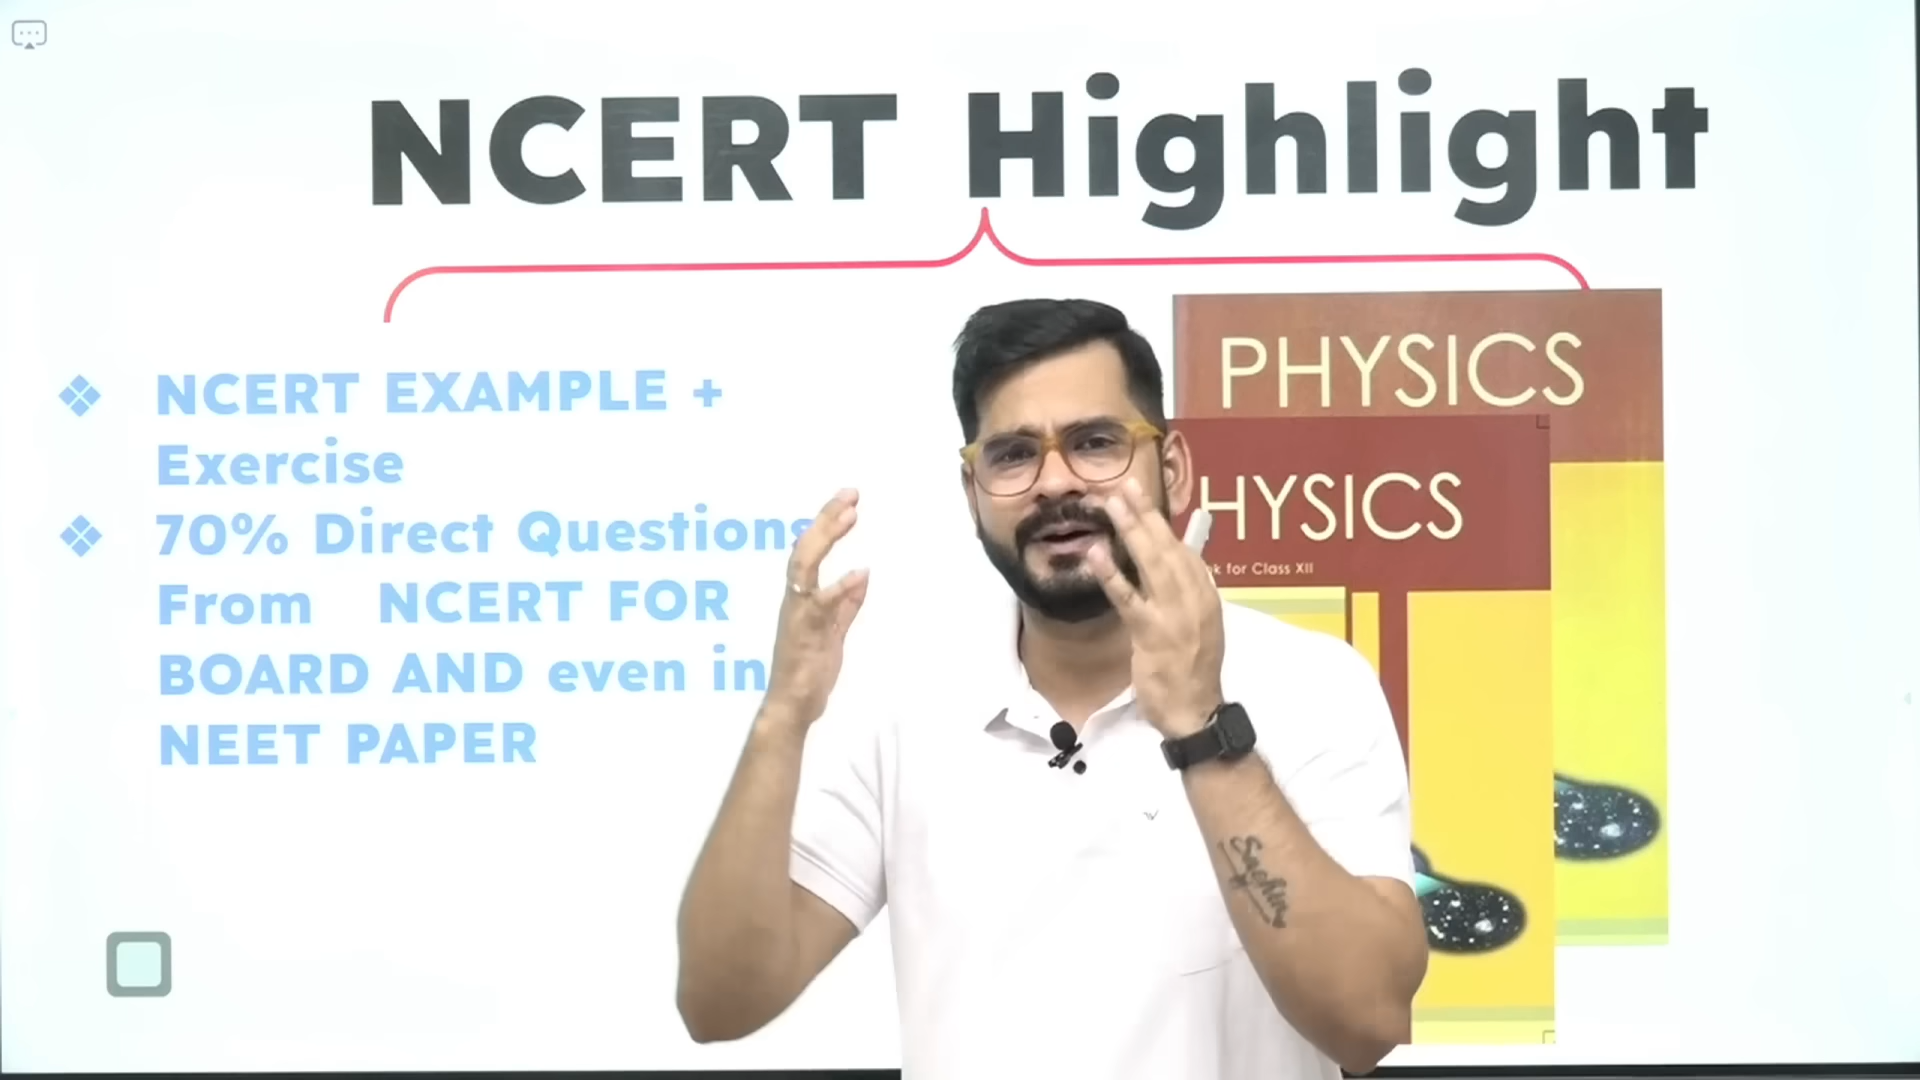 NCERT Highlight
NCERT EXAMPLE +
Exercise
70% Direct Questions
From NCERT FOR
BOARD AND even in
NEET PAPER
PHYSICS
HYSICS
for Class XII
Sachin